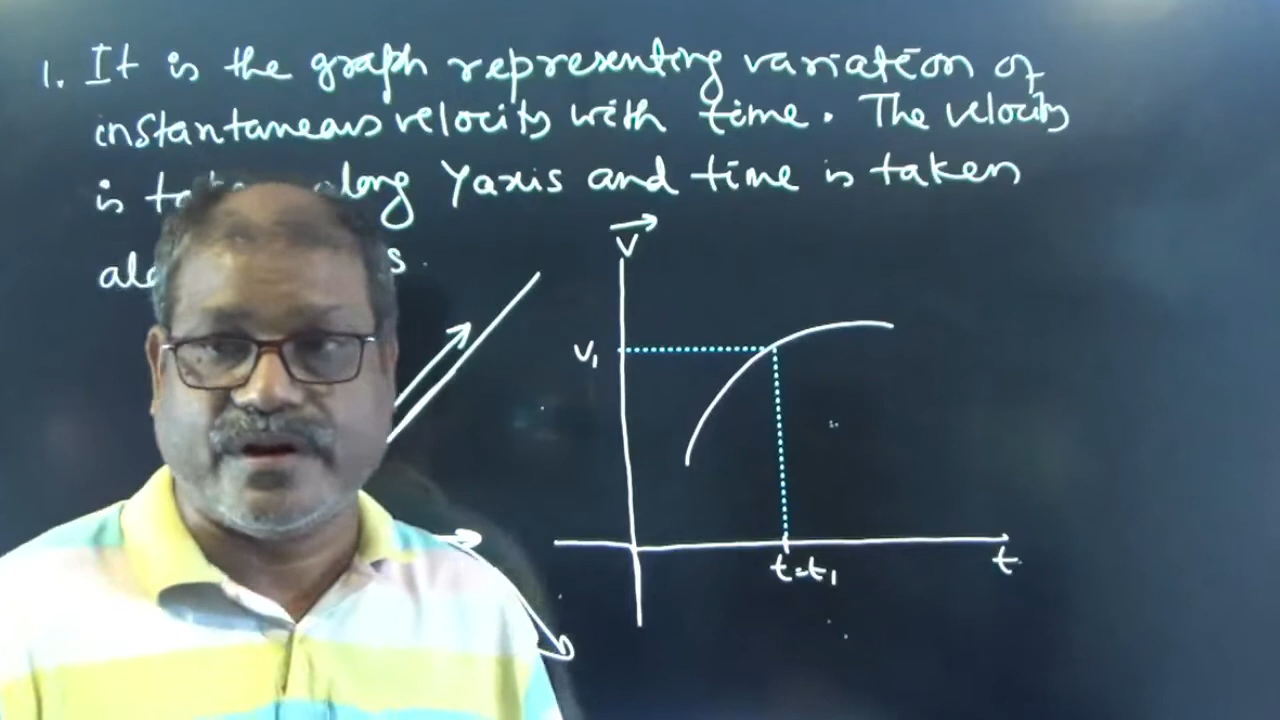 1. It is the graph representing variation of
instantaneous velocity with time. The velocity
is along Y axis and time is taken
V
V1
t=t1
t